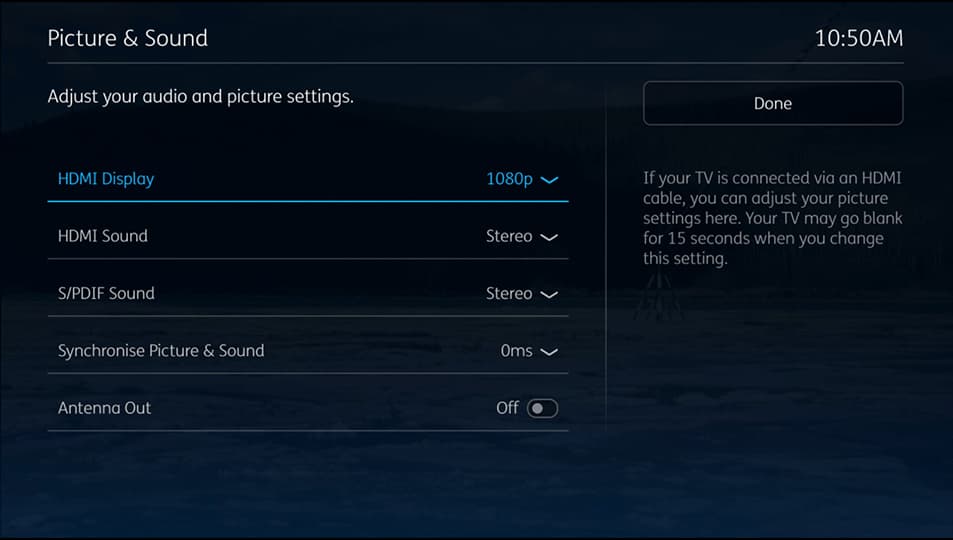 Picture & Sound
10:50AM
Adjust your audio and picture settings.
Done
HDMI Display 1080p
HDMI Sound Stereo
S/PDIF Sound Stereo
Synchronise Picture & Sound 0ms
Antenna Out Off
If your TV is connected via an HDMI
cable, you can adjust your picture
settings here. Your TV may go blank
for 15 seconds when you change
this setting.